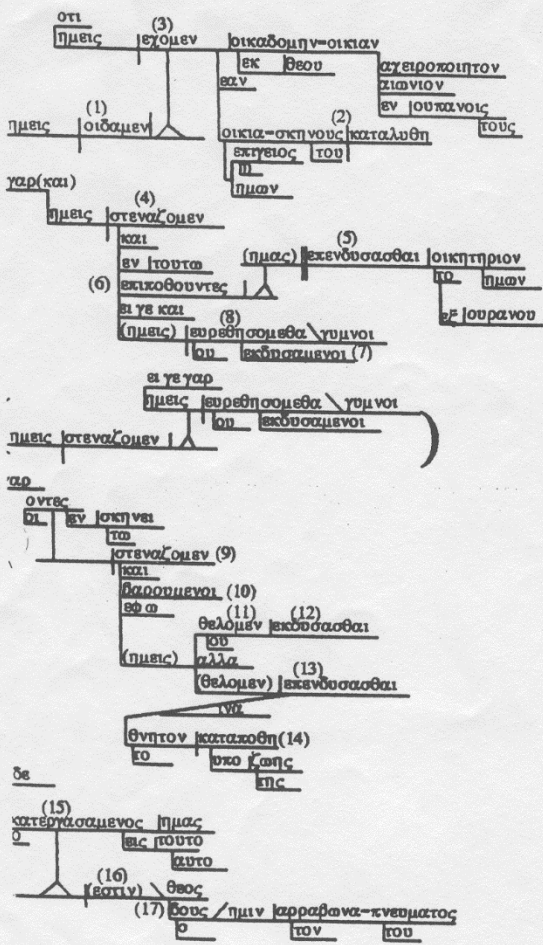 οτι
(3)
ημεις εχομεν οικαδομην=οικιαν
εκ θεου αχειροποιητον
εαν αιωνιον
(1) (2) εν ουπανοις
ημεις οιδαμεν οικια=σκηνους καταλυθη τους
επιγειος του
η
ημων
γαρ(και)
(4)
ημεις στεναζομεν
και (5)
εν τουτω (ημας) επενδυσασθαι οικητηριον
(6) επιποθουντες το ημων
ει γε και
(8) εξ ουρανου
(ημεις) ευρεθησομεθα γυμνοι
ου εκδυσαμενοι (7)
ει γε γαρ
ημεις ευρεθησομεθα γυμνοι
ου εκδυσαμενοι
ημεις στεναζομεν
αρ
οντες
οι εν σκηνει
τω
στεναζομεν (9)
και
βαρουμενοι (10)
εφ ω (11) (12)
θελομεν εκδυσασθαι
ου
(ημεις) αλλα (13)
(θελομεν) επενδυσασθαι
ινα
θνητον καταποθη (14)
το υπο ζωης
της
δε
(15)
κατεργασαμενος ημας
ο εις τουτο
αυτο
(16)
(εστιν) θεος
(17) δους ημιν αρραβωνα=πνευματος
ο τον του